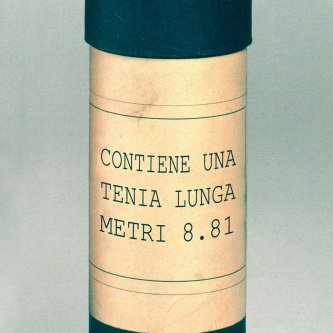 CONTIENE UNA
TENIA LUNGA
METRI 8.81